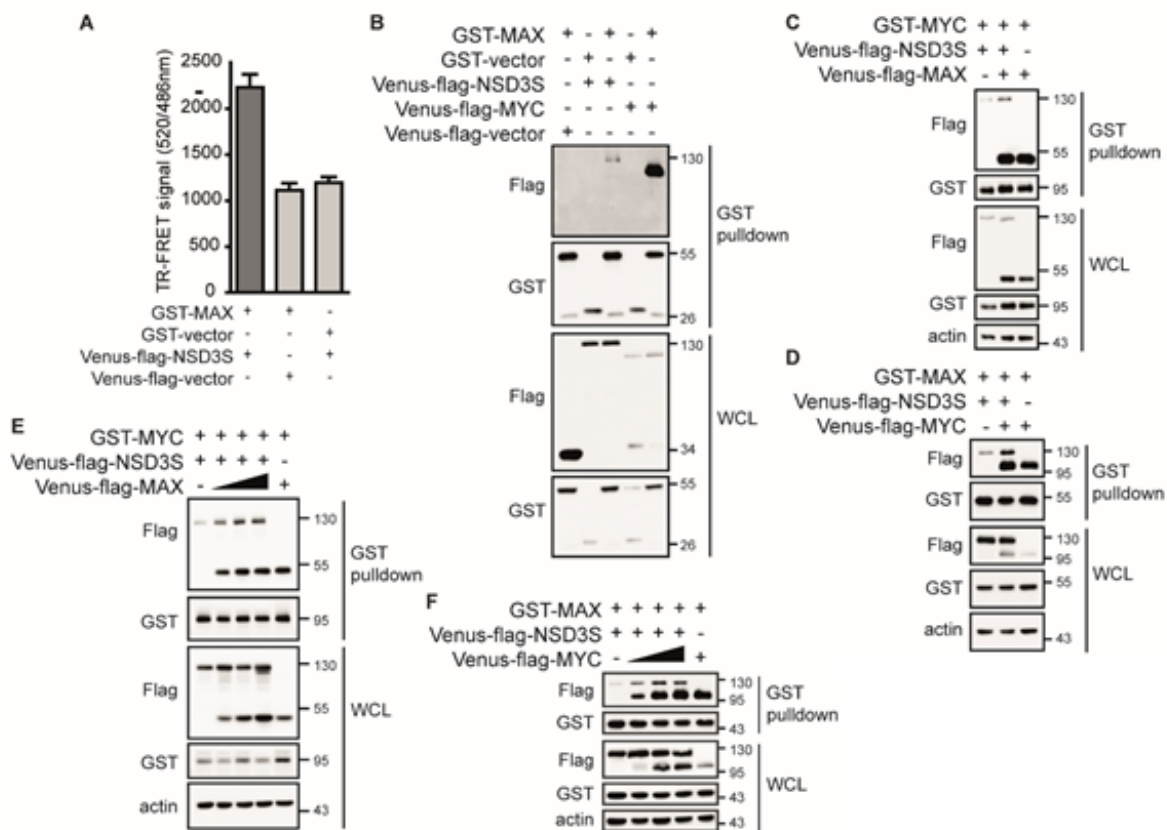 A
TR-FRET signal (520/486nm)
2500
2000
1500
1000
500
0
GST-MAX + + -
GST-vector - - +
Venus-flag-NSD3S + - +
Venus-flag-vector - + -
B
GST-MAX + - + - +
GST-vector - + - + -
Venus-flag-NSD3S - + + - -
Venus-flag-MYC - - - + +
Venus-flag-vector + - - - -
Flag
130
GST
55
26
GST
pulldown
Flag
130
34
GST
55
26
WCL
C
GST-MYC + + +
Venus-flag-NSD3S + + -
Venus-flag-MAX - + +
Flag
130
55
GST
95
GST
pulldown
Flag
130
55
GST
95
actin
43
WCL
D
GST-MAX + + +
Venus-flag-NSD3S + + -
Venus-flag-MYC - + +
Flag
130
95
GST
55
GST
pulldown
Flag
130
95
GST
55
actin
43
WCL
E
GST-MYC + + + + +
Venus-flag-NSD3S + + + + -
Venus-flag-MAX - +
Flag
130
55
GST
95
GST
pulldown
Flag
130
55
GST
95
actin
43
WCL
F
GST-MAX + + + + +
Venus-flag-NSD3S + + + + -
Venus-flag-MYC - +
Flag
130
95
GST
43
GST
pulldown
Flag
130
95
GST
43
actin
43
WCL